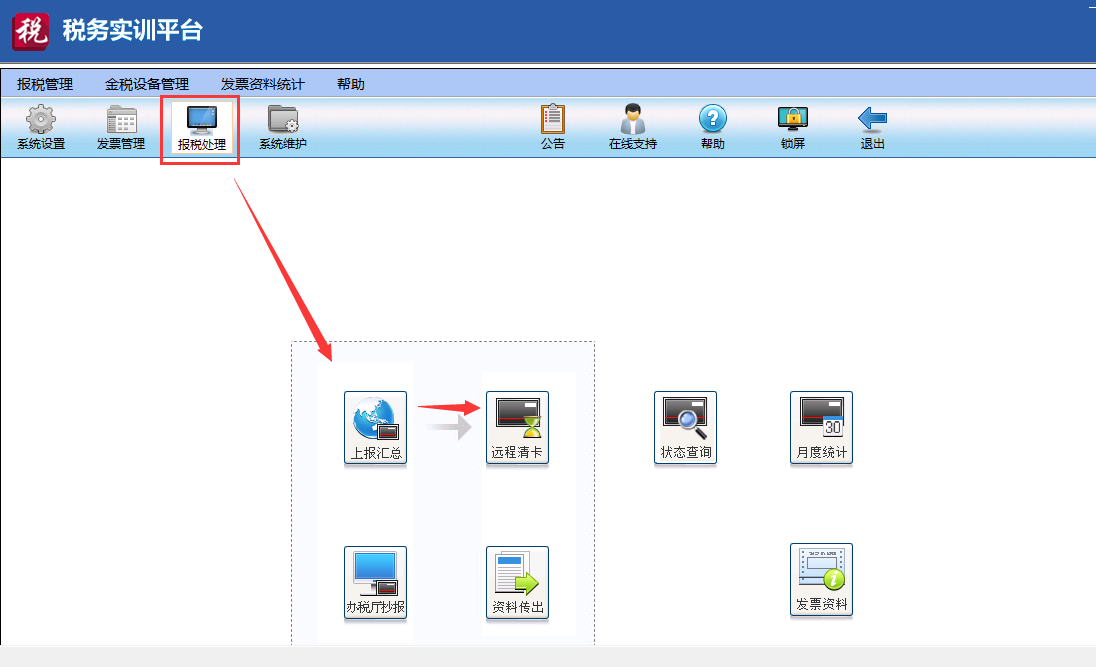 税 税务实训平台
报税管理 金税设备管理 发票资料统计 帮助
系统设置 发票管理 报税处理 系统维护 公告 在线支持 帮助 锁屏 退出
上报汇总 远程清卡 状态查询 月度统计
30
办税厅抄报 资料传出 发票资料